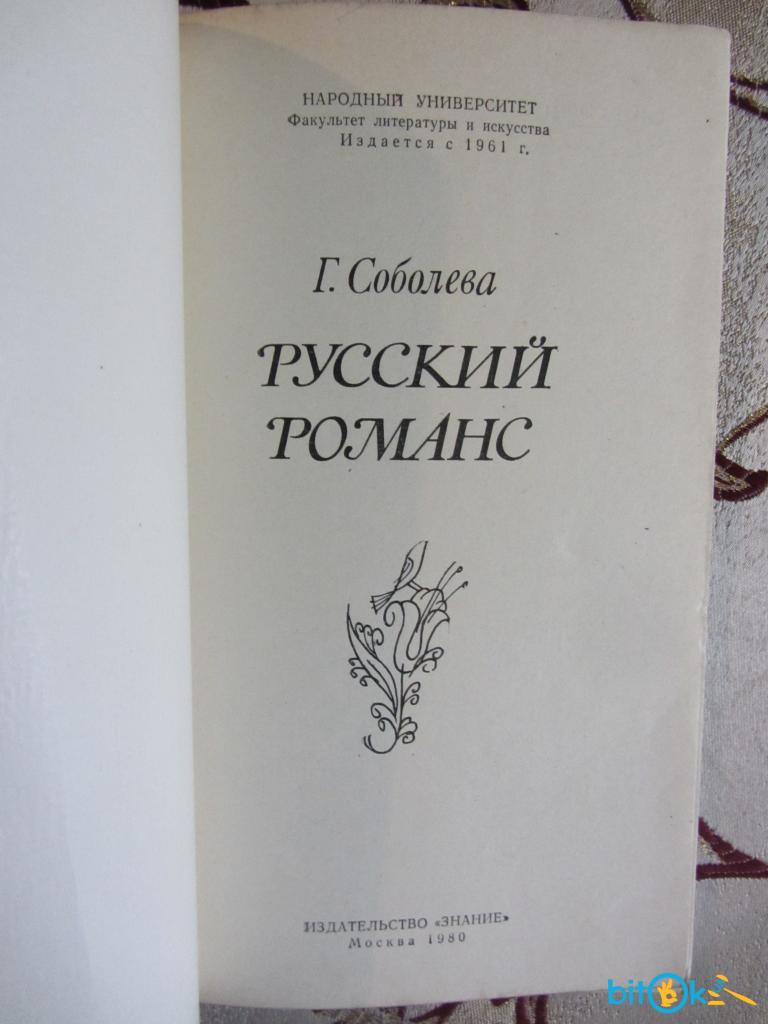 НАРОДНЫЙ УНИВЕРСИТЕТ
Факультет литературы и искусства
Издается с 1961 г.
Г. Соболева
РУССКИЙ
РОМАНС
ИЗДАТЕЛЬСТВО «ЗНАНИЕ»
Москва 1980
bitok